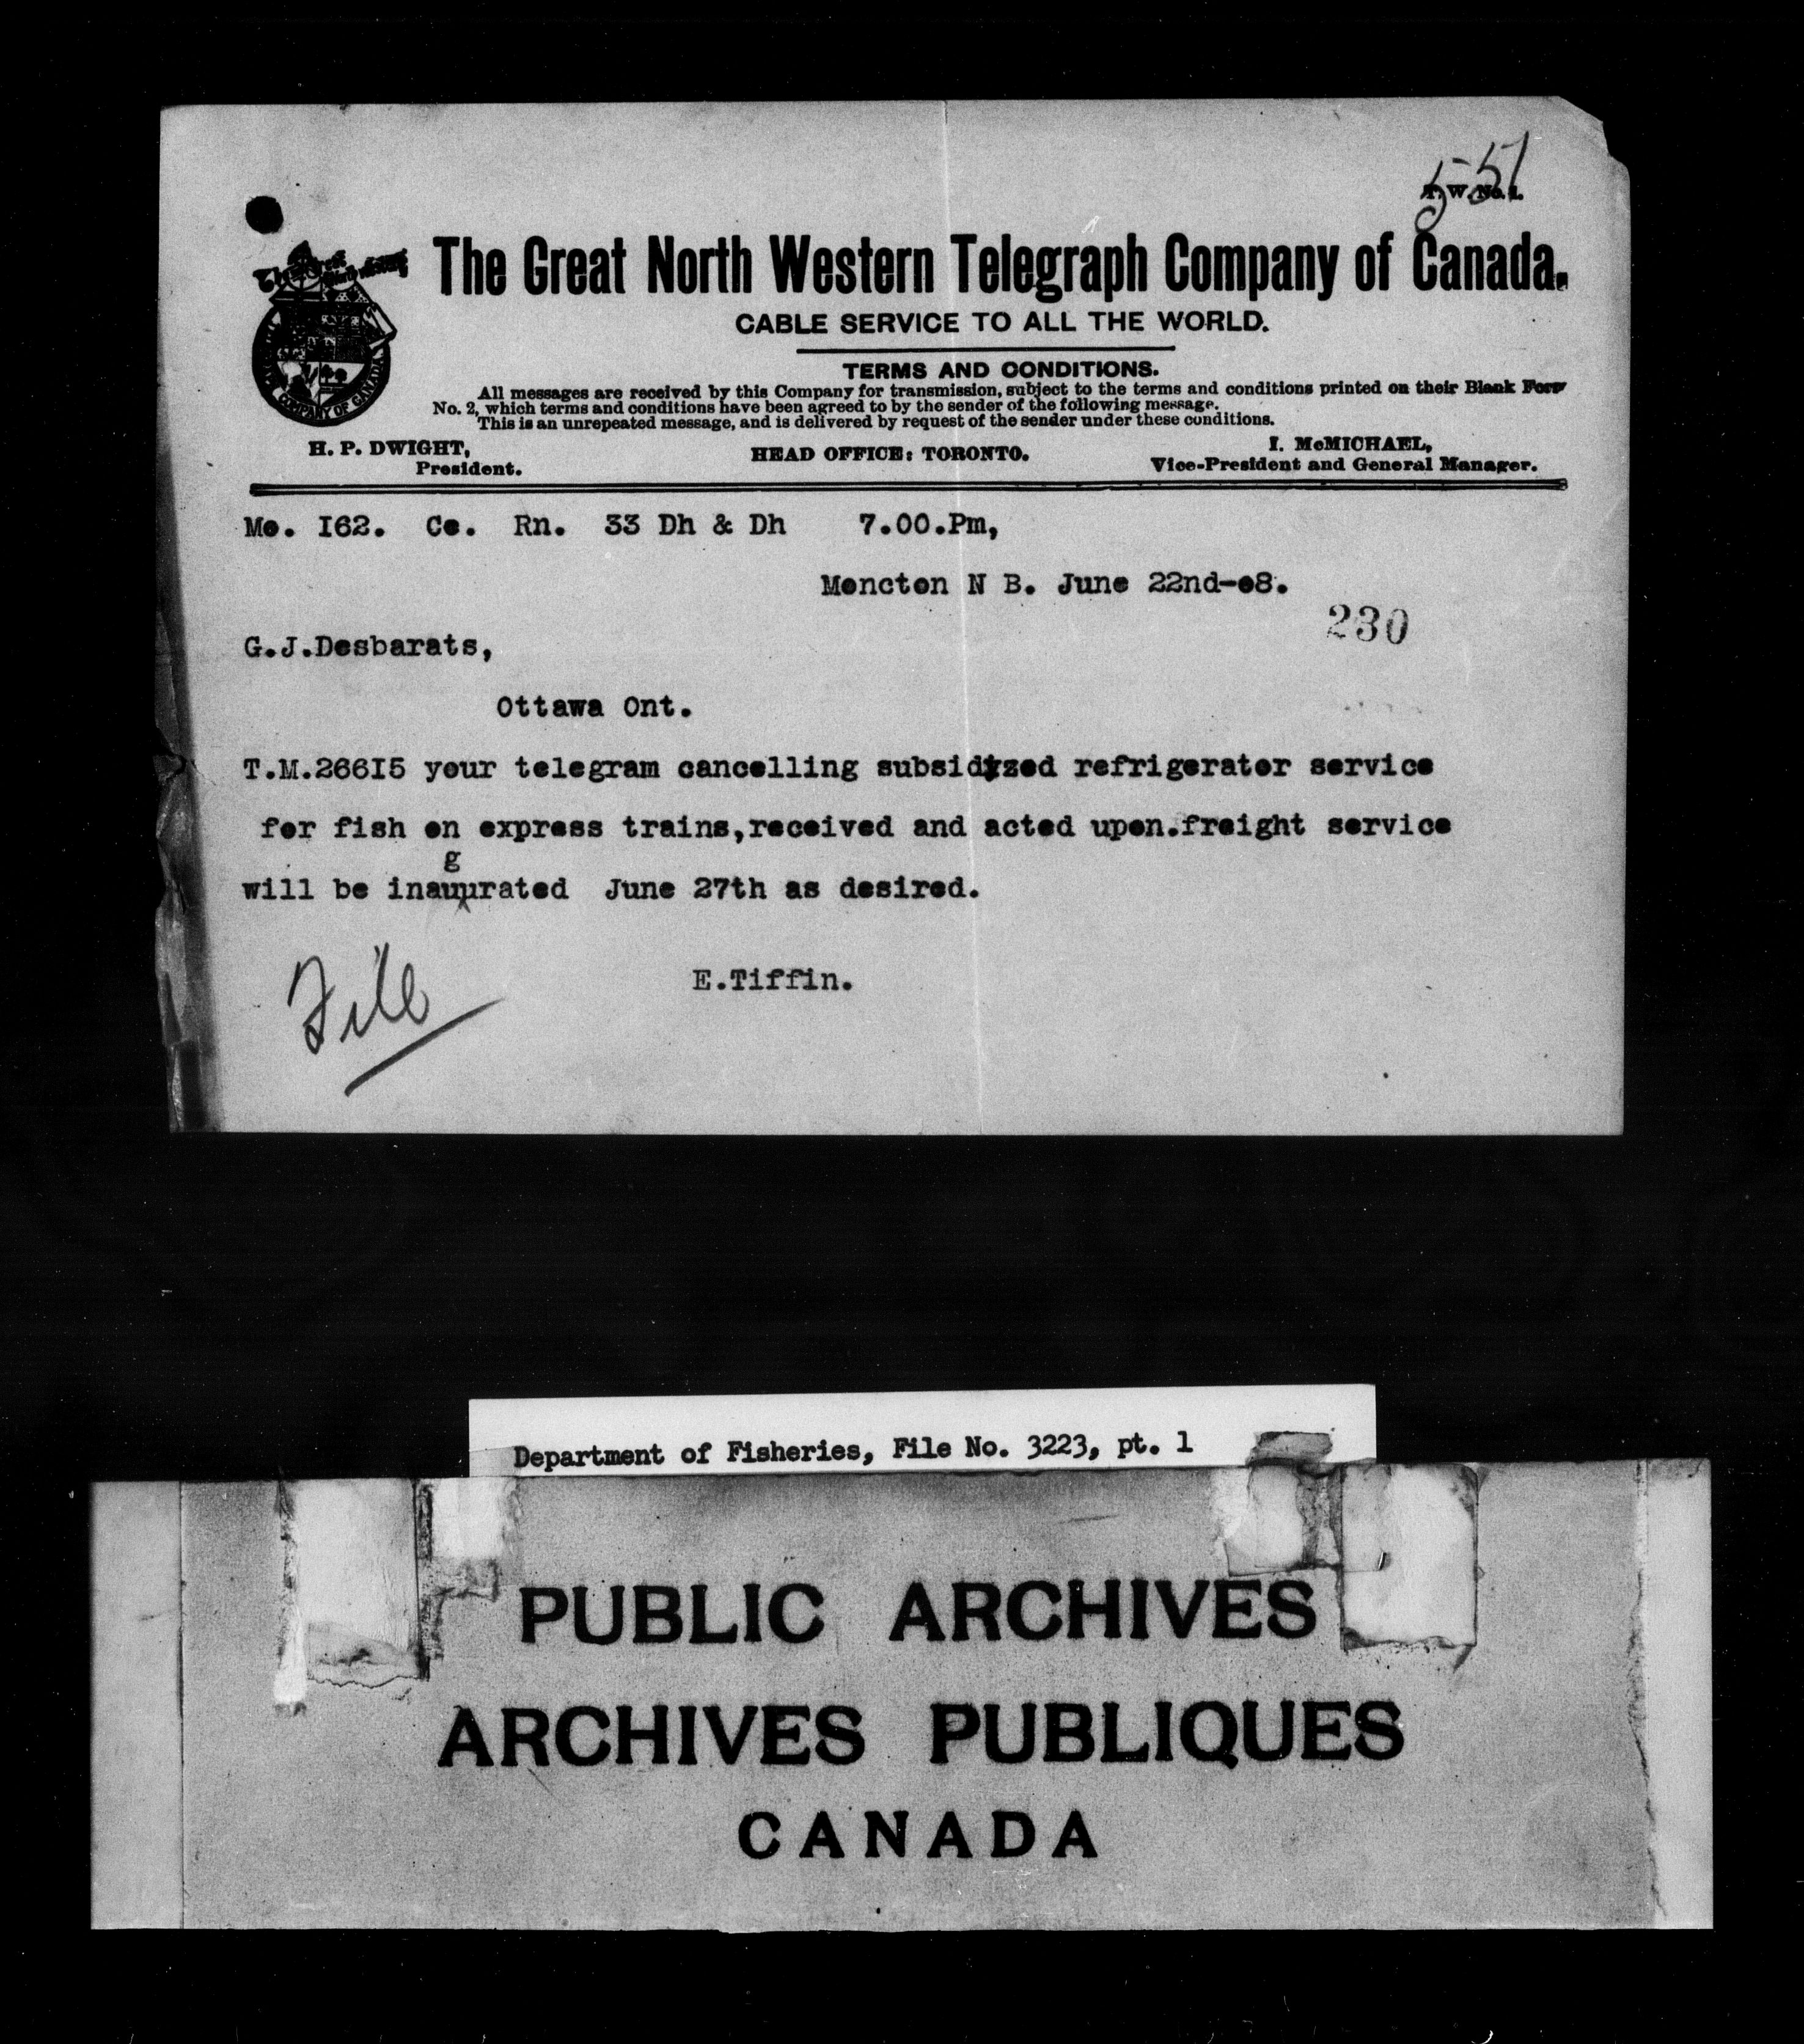 551
T. W. No. 1.
The Great North Western Telegraph Company of Canada.
CABLE SERVICE TO ALL THE WORLD.
TERMS AND CONDITIONS.
All messages are received by this Company for transmission, subject to the terms and conditions printed on their Blank Form
No. 2, which terms and conditions have been agreed to by the sender of the following message.
This is an unrepeated message, and is delivered by request of the sender under these conditions.
H. P. DWIGHT,
President.
HEAD OFFICE: TORONTO.
I. McMICHAEL,
Vice-President and General Manager.
COMPANY OF CANADA
Mo. I62. Ce. Rn. 33 Dh & Dh 7.00.Pm,
Moncton N B. June 22nd-o8.
230
G.J.Desbarats,
Ottawa Ont.
T.M.266I5 your telegram cancelling subsidized refrigerator service
for fish on express trains,received and acted upon.freight service
g
will be inauurated June 27th as desired.
File
E.Tiffin.
Department of Fisheries, File No. 3223, pt. 1
PUBLIC ARCHIVES
ARCHIVES PUBLIQUES
CANADA